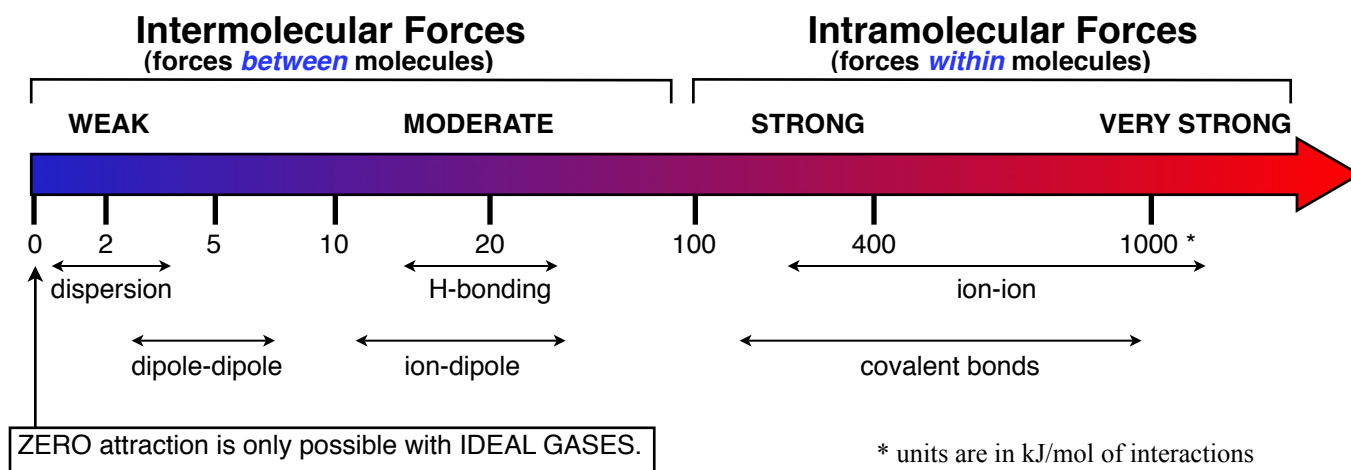 Intermolecular Forces
(forces between molecules)
Intramolecular Forces
(forces within molecules)
WEAK
MODERATE
STRONG
VERY STRONG
0
2
5
10
20
100
400
1000 *
dispersion
H-bonding
ion-ion
dipole-dipole
ion-dipole
covalent bonds
ZERO attraction is only possible with IDEAL GASES.
* units are in kJ/mol of interactions